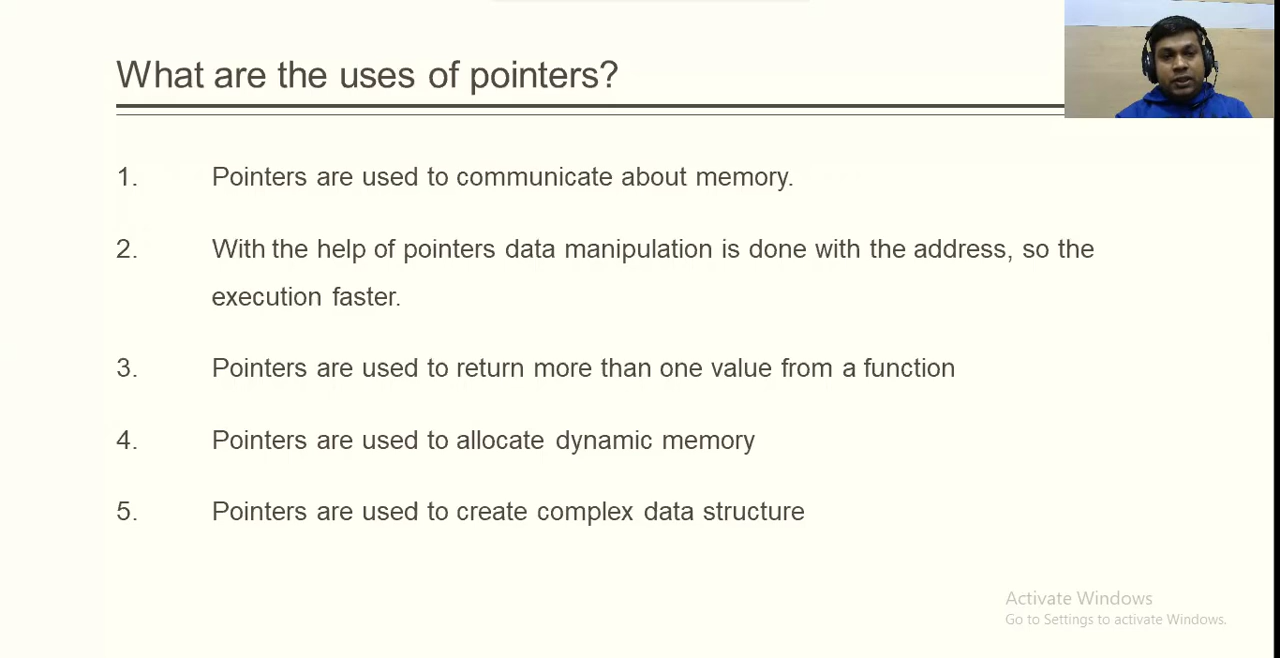 What are the uses of pointers?
1. Pointers are used to communicate about memory.
2. With the help of pointers data manipulation is done with the address, so the
execution faster.
3. Pointers are used to return more than one value from a function
4. Pointers are used to allocate dynamic memory
5. Pointers are used to create complex data structure
Activate Windows
Go to Settings to activate Windows.